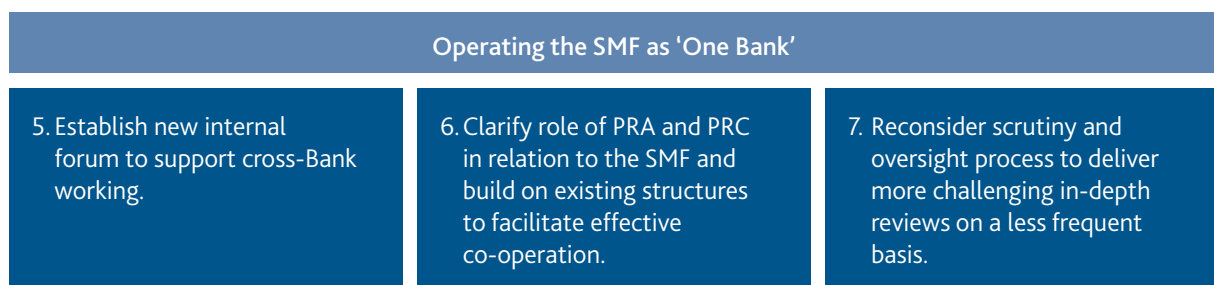 Operating the SMF as ‘One Bank’
5. Establish new internal
forum to support cross-Bank
working.
6. Clarify role of PRA and PRC
in relation to the SMF and
build on existing structures
to facilitate effective
co-operation.
7. Reconsider scrutiny and
oversight process to deliver
more challenging in-depth
reviews on a less frequent
basis.